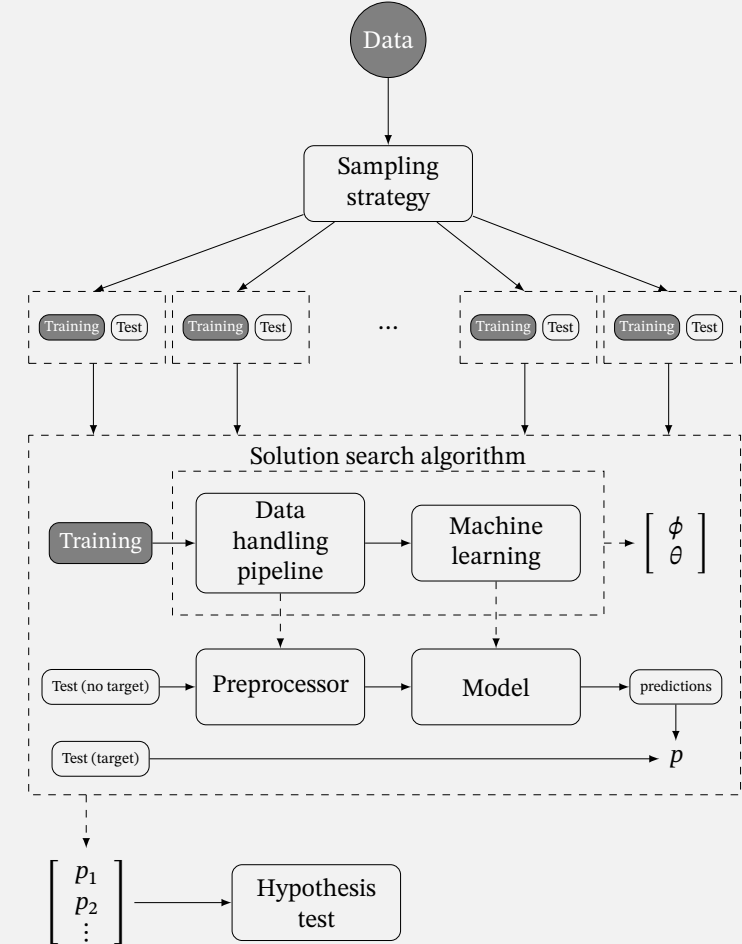 Data
Sampling
strategy
Training Test Training Test ... Training Test Training Test
Solution search algorithm
Training
Data
handling
pipeline
Machine
learning
ϕ
θ
Test (no target)
Preprocessor
Model
predictions
Test (target)
p
p₁
p₂
⋮
Hypothesis
test